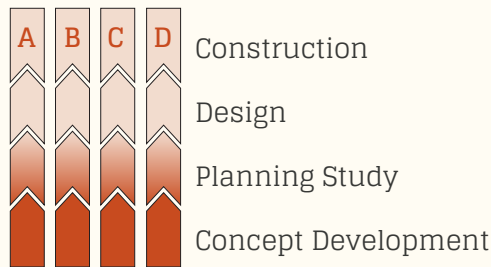 A B C D
Construction
Design
Planning Study
Concept Development